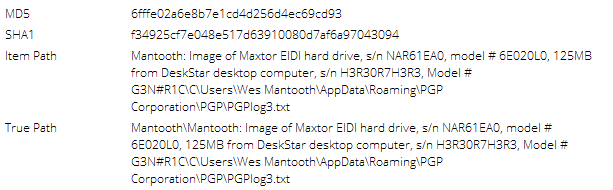 MD5 6fffe02a6e8b7e1cd4d256d4ec69cd93
SHA1 f34925cf7e048e517d63910080d7af6a97043094
Item Path Mantooth: Image of Maxtor EIDI hard drive, s/n NAR61EA0, model # 6E020L0, 125MB
from DeskStar desktop computer, s/n H3R30R7H3R3, Model #
G3N#R1C\C\Users\Wes Mantooth\AppData\Roaming\PGP
Corporation\PGP\PGPlog3.txt
True Path Mantooth\Mantooth: Image of Maxtor EIDI hard drive, s/n NAR61EA0, model #
6E020L0, 125MB from DeskStar desktop computer, s/n H3R30R7H3R3, Model #
G3N#R1C\C\Users\Wes Mantooth\AppData\Roaming\PGP
Corporation\PGP\PGPlog3.txt